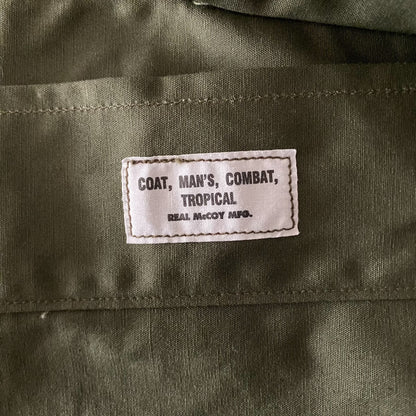 COAT, MAN'S, COMBAT,
TROPICAL
REAL McCOY MFG.